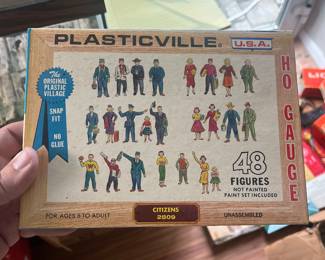 PLASTICVILLE® U.S.A.
The
ORIGINAL
PLASTIC
VILLAGE
SNAP
FIT
NO
GLUE
HO GAUGE
48
FIGURES
NOT PAINTED
PAINT SET INCLUDED
FOR AGES 8 TO ADULT
CITIZENS
2809
UNASSEMBLED